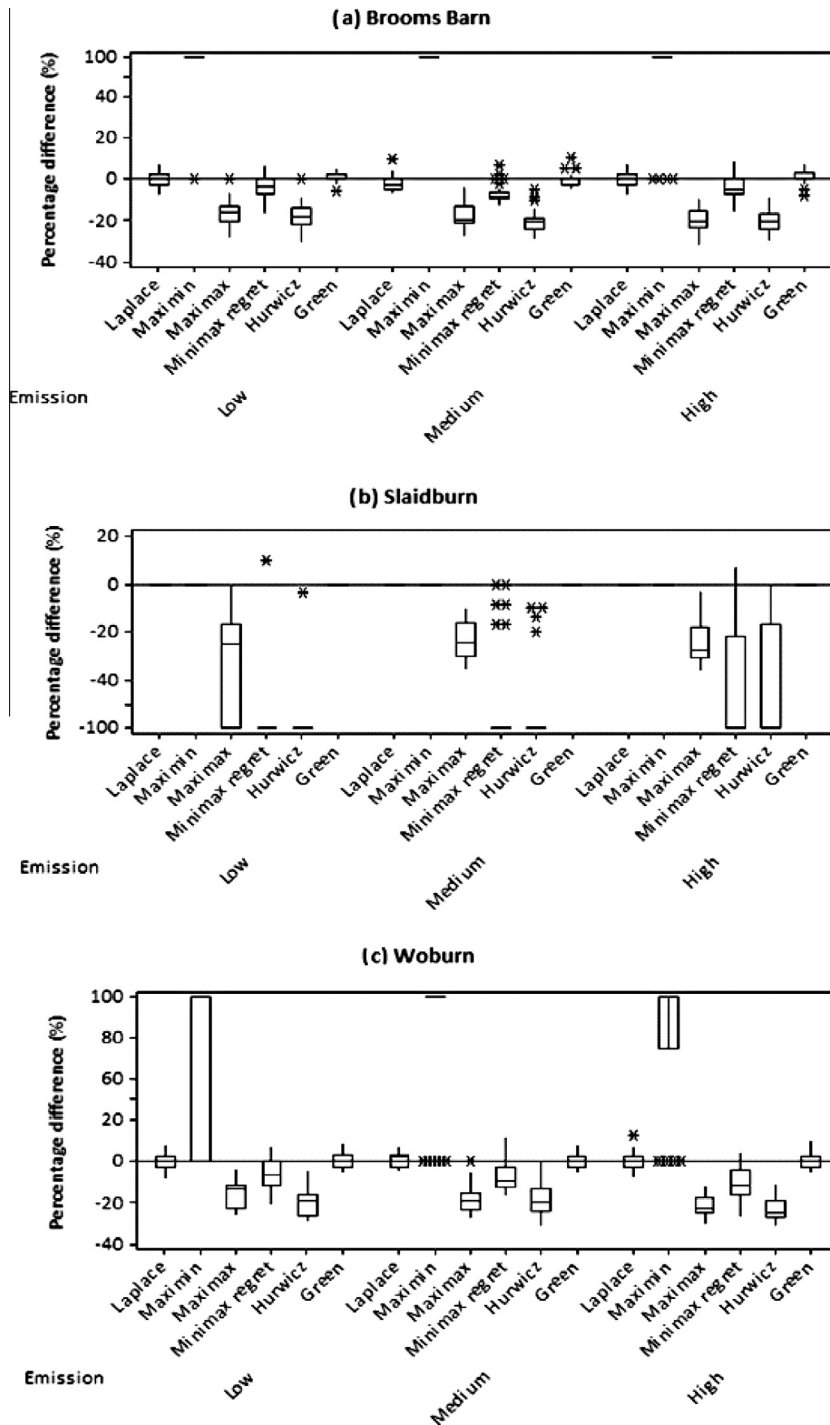 (a) Brooms Barn
Percentage difference (%)
100
40
20
0
-20
-40
Laplace
Maximin
Maximax
Minimax regret
Hurwicz
Green
Laplace
Maximin
Maximax
Minimax regret
Hurwicz
Green
Laplace
Maximin
Maximax
Minimax regret
Hurwicz
Green
Emission
Low
Medium
High
(b) Slaidburn
Percentage difference (%)
20
0
-20
-40
-100
Laplace
Maximin
Maximax
Minimax regret
Hurwicz
Green
Laplace
Maximin
Maximax
Minimax regret
Hurwicz
Green
Laplace
Maximin
Maximax
Minimax regret
Hurwicz
Green
Emission
Low
Medium
High
(c) Woburn
Percentage difference (%)
100
80
60
20
0
-20
-40
Laplace
Maximin
Maximax
Minimax regret
Hurwicz
Green
Laplace
Maximin
Maximax
Minimax regret
Hurwicz
Green
Laplace
Maximin
Maximax
Minimax regret
Hurwicz
Green
Emission
Low
Medium
High